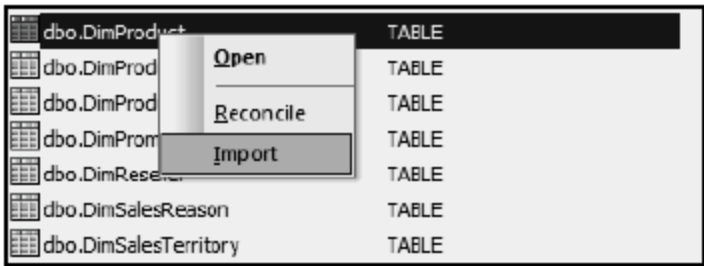 dbo.DimProduct TABLE
dbo.DimProd Open TABLE
dbo.DimProd Reconcile TABLE
dbo.DimProm Import TABLE
dbo.DimReseller TABLE
dbo.DimSalesReason TABLE
dbo.DimSalesTerritory TABLE